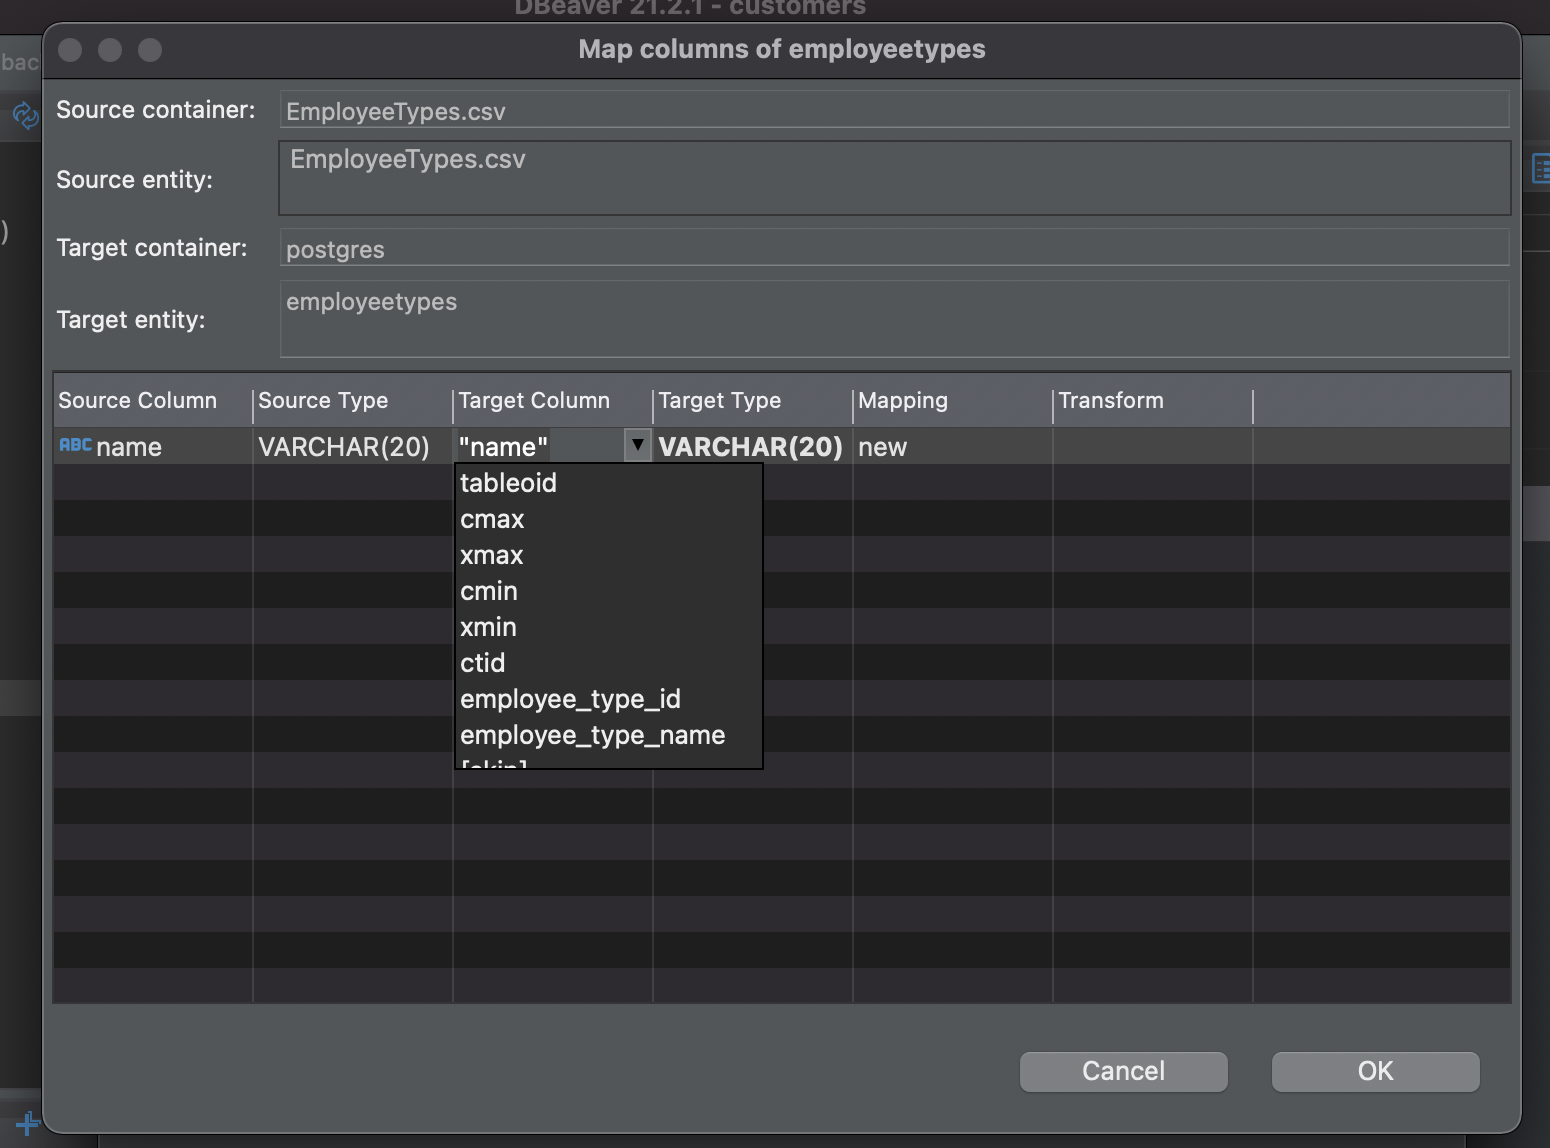 DBeaver 21.2.1 - customers
Map columns of employeetypes
bac
Source container: EmployeeTypes.csv
Source entity: EmployeeTypes.csv
)
Target container: postgres
Target entity: employeetypes
Source Column Source Type Target Column Target Type Mapping Transform
ABC name VARCHAR(20) "name" VARCHAR(20) new
tableoid
cmax
xmax
cmin
xmin
ctid
employee_type_id
employee_type_name
[skip]
Cancel OK